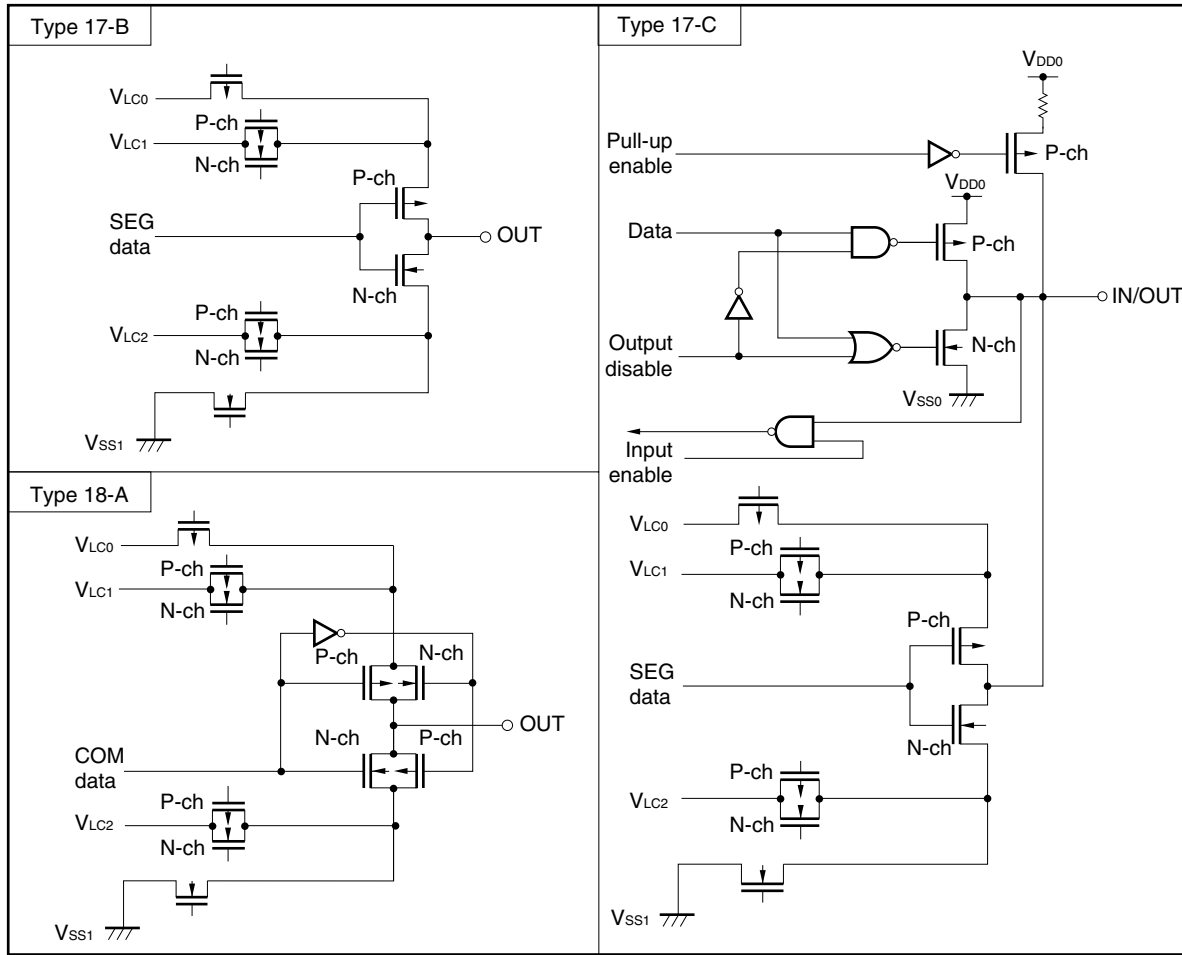 Type 17-B
VLC0
P-ch
VLC1
N-ch
P-ch
SEG
data
OUT
N-ch
P-ch
VLC2
N-ch
VSS1
Type 18-A
VLC0
P-ch
VLC1
N-ch
P-ch
N-ch
OUT
N-ch
P-ch
COM
data
P-ch
VLC2
N-ch
VSS1
Type 17-C
VDD0
Pull-up
enable
P-ch
VDD0
Data
P-ch
IN/OUT
Output
disable
N-ch
VSS0
Input
enable
VLC0
P-ch
VLC1
N-ch
P-ch
SEG
data
N-ch
P-ch
VLC2
N-ch
VSS1